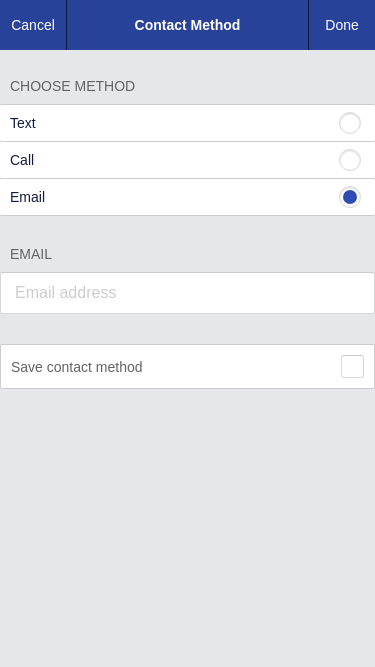 Cancel
Contact Method
Done
CHOOSE METHOD
Text
Call
Email
EMAIL
Email address
Save contact method